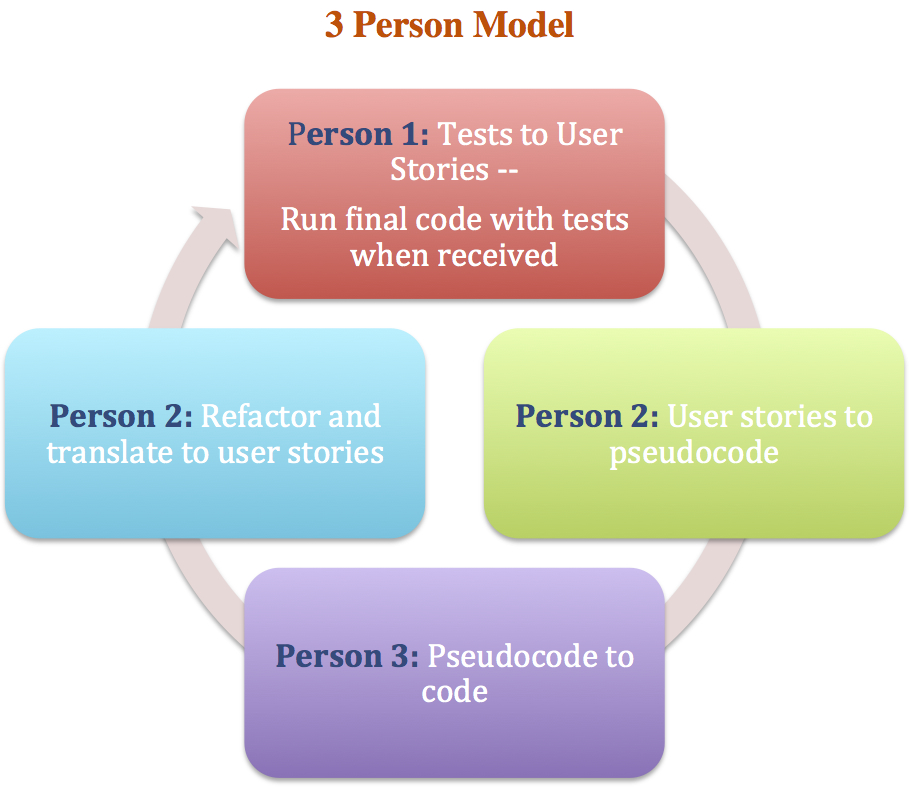 3 Person Model
Person 1: Tests to User
Stories --
Run final code with tests
when received
Person 2: Refactor and
translate to user stories
Person 2: User stories to
pseudocode
Person 3: Pseudocode to
code